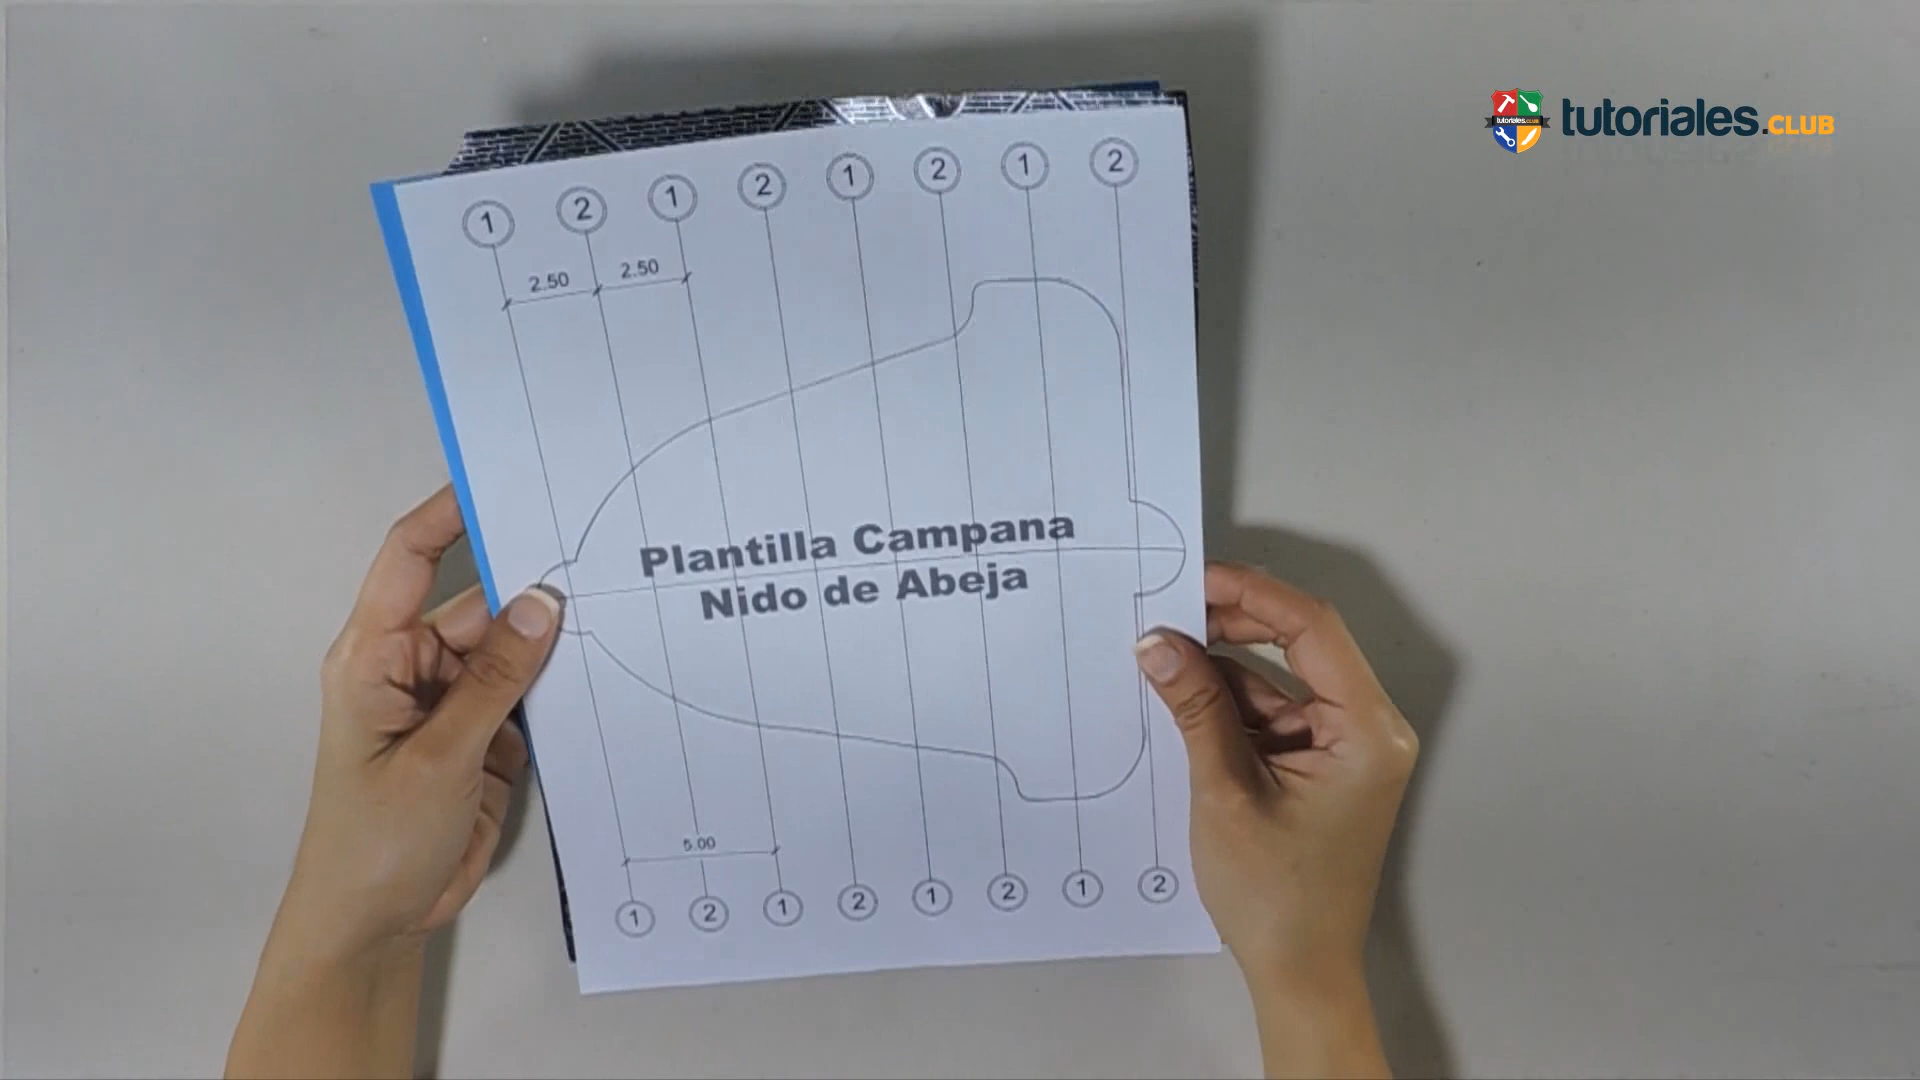 tutoriales.CLUB
1 2 1 2 1 2 1 2
2.50 2.50
Plantilla Campana
Nido de Abeja
5.00
1 2 1 2 1 2 1 2